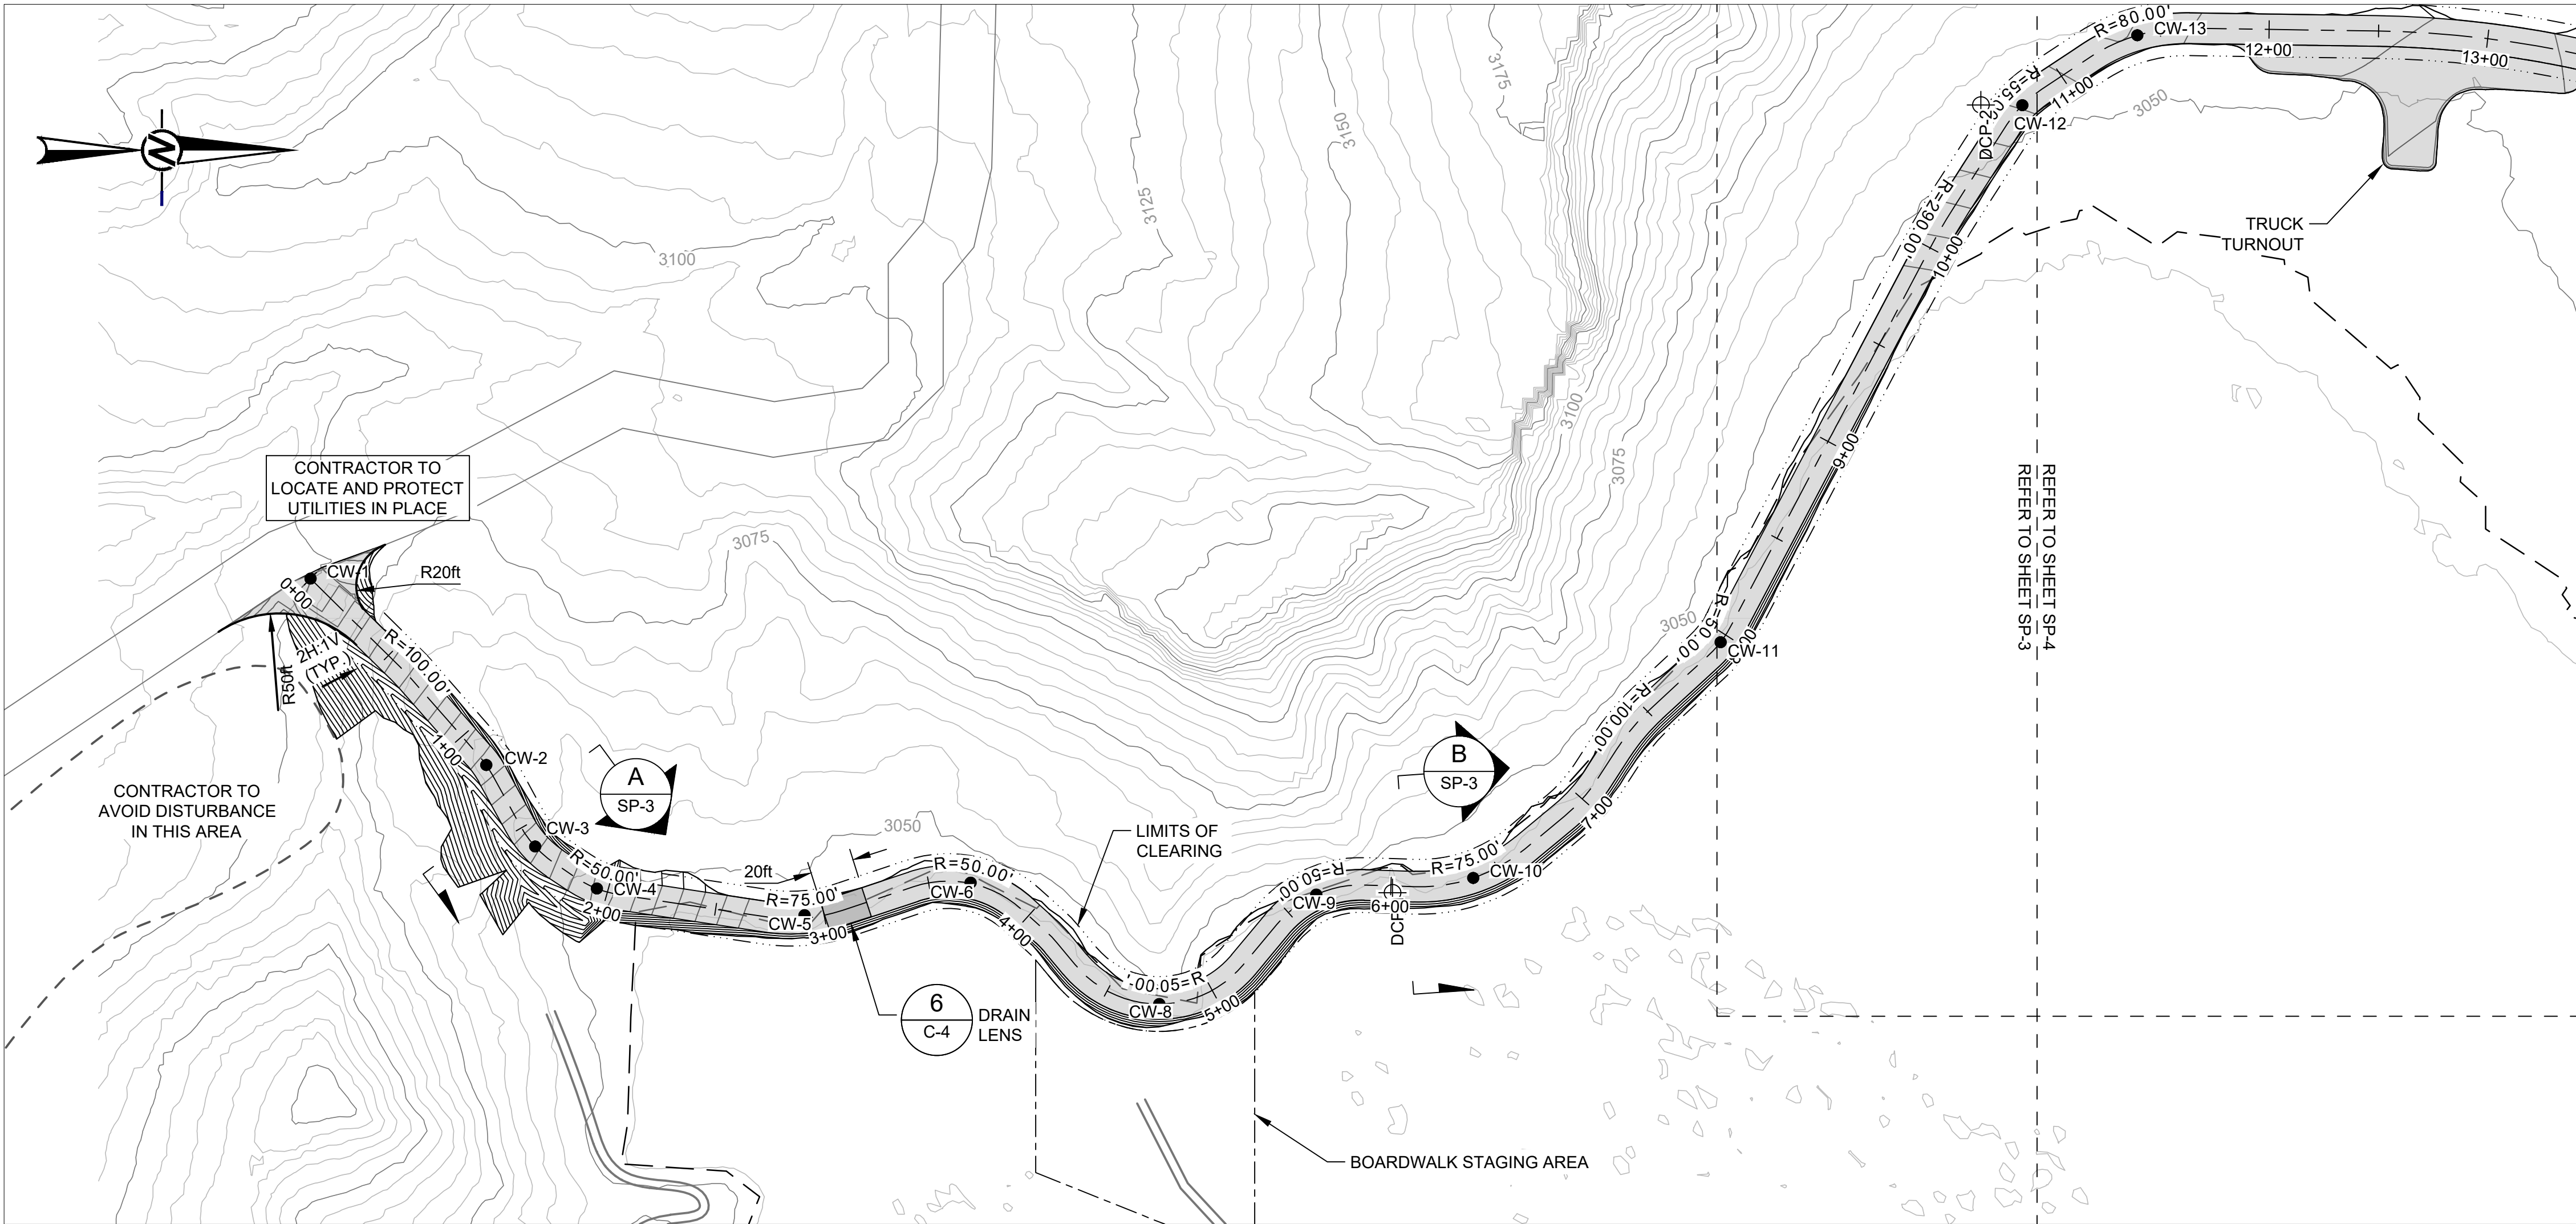 R=80.00'
CW-13
12+00
13+00
3175
3150
11+00
3050
DCP-2
CW-12
N
3125
TRUCK
TURNOUT
R=290.00'
10+00
3100
3100
9+00
3075
CONTRACTOR TO
LOCATE AND PROTECT
UTILITIES IN PLACE
REFER TO SHEET SP-3
REFER TO SHEET SP-4
3075
CW-1
R20ft
0+00
3050
R=50.00'
CW-11
2H:1V
(TYP.)
R=100.00'
R50ft
R=100.00'
1+00
CW-2
A
SP-3
B
SP-3
CONTRACTOR TO
AVOID DISTURBANCE
IN THIS AREA
7+00
CW-3
3050
LIMITS OF
CLEARING
R=50.00'
CW-4
20ft
R=50.00'
R=50.00'
R=75.00'
CW-10
R=75.00'
CW-6
CW-9
2+00
CW-5
6+00
3+00
4+00
R=50.00'
CW-8
5+00
6
C-4
DRAIN
LENS
BOARDWALK STAGING AREA